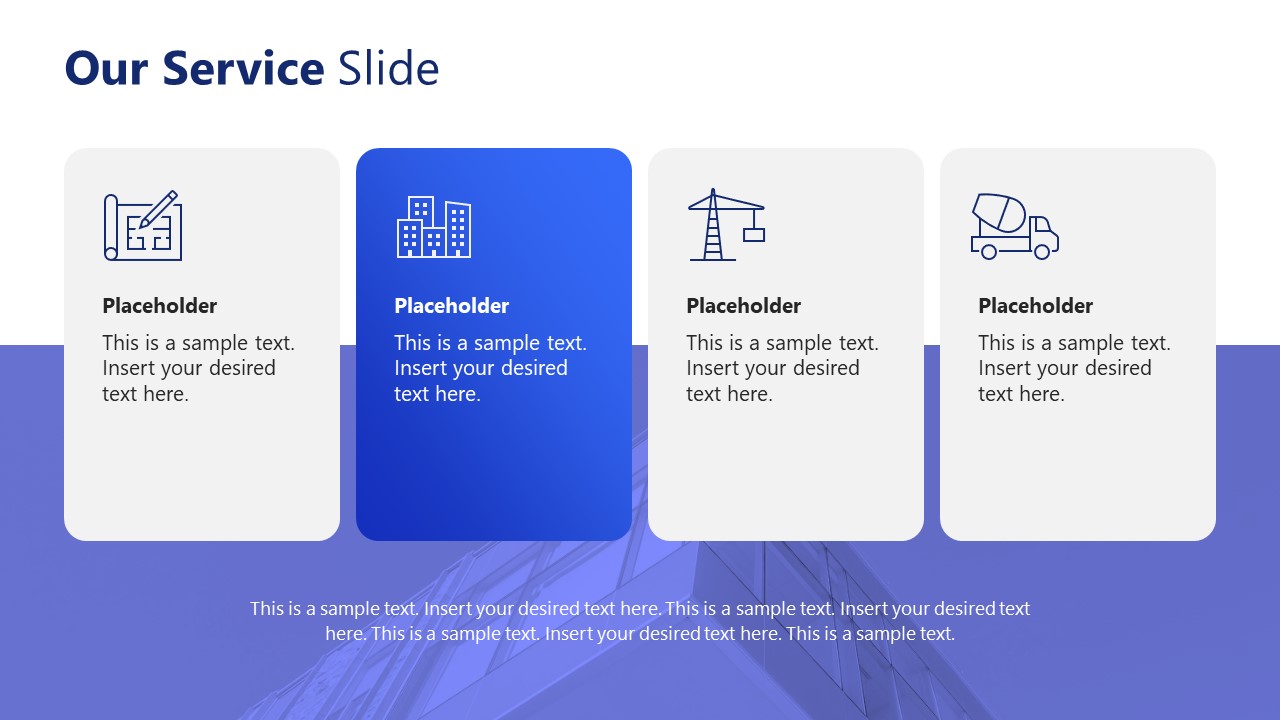 Our Service Slide
Placeholder
This is a sample text.
Insert your desired
text here.
Placeholder
This is a sample text.
Insert your desired
text here.
Placeholder
This is a sample text.
Insert your desired
text here.
Placeholder
This is a sample text.
Insert your desired
text here.
This is a sample text. Insert your desired text here. This is a sample text. Insert your desired text
here. This is a sample text. Insert your desired text here. This is a sample text.